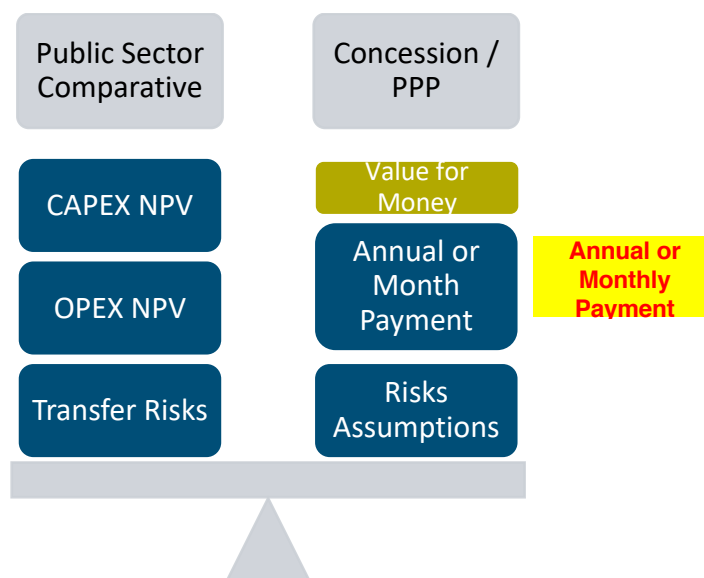 Public Sector
Comparative
Concession /
PPP
CAPEX NPV
OPEX NPV
Transfer Risks
Value for
Money
Annual or
Month
Payment
Risks
Assumptions
Annual or
Monthly
Payment